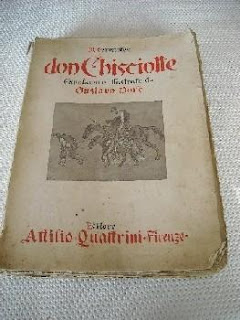 don Chisciotte
Gustavo Doré
Editore
Attilio · Quattrini · Firenze ·